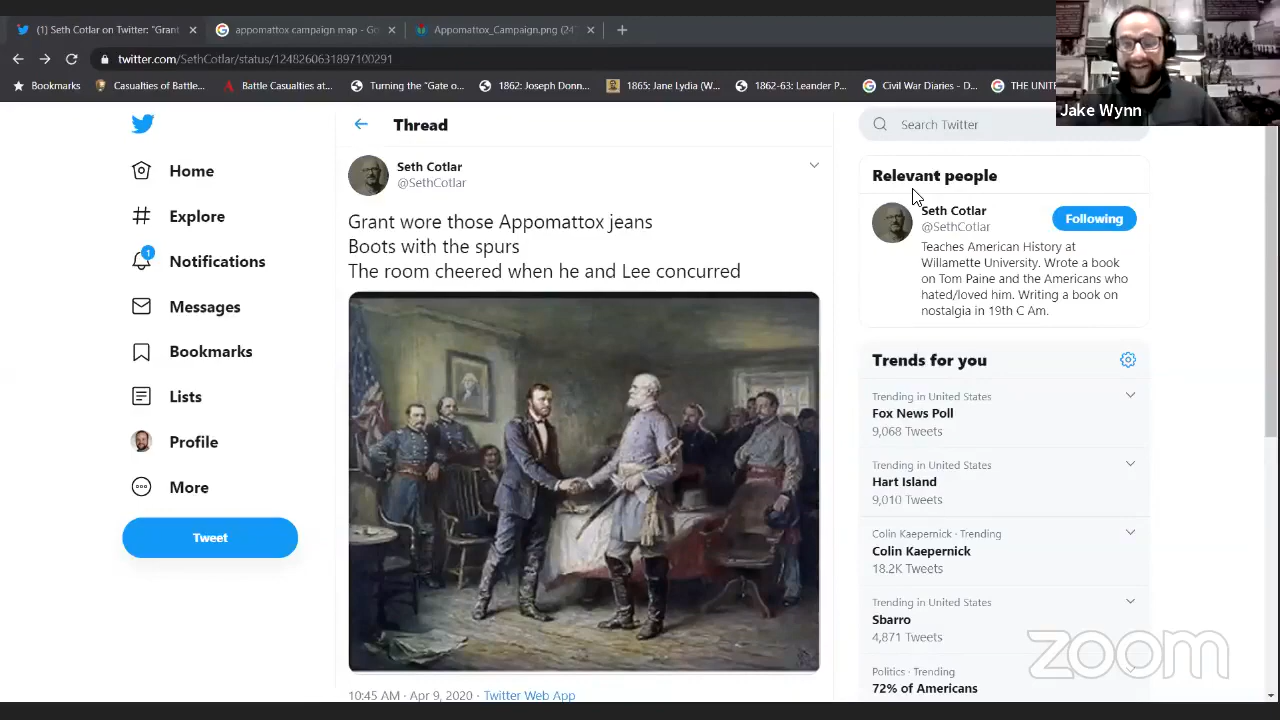 (1) Seth Cotlar on Twitter: "Grant
appomattox campaign map
Appomattox_Campaign.png (24
twitter.com/SethCotlar/status/1248260631897100291
Bookmarks
Casualties of Battle...
Battle Casualties at...
Turning the "Gate o...
1862: Joseph Donn...
1865: Jane Lydia (W...
1862-63: Leander P...
Civil War Diaries - D...
THE UNITE
Jake Wynn
Home
Explore
1
Notifications
Messages
Bookmarks
Lists
Profile
More
Tweet
Thread
Seth Cotlar
@SethCotlar
Grant wore those Appomattox jeans
Boots with the spurs
The room cheered when he and Lee concurred
10:45 AM · Apr 9, 2020 · Twitter Web App
Search Twitter
Relevant people
Seth Cotlar
@SethCotlar
Following
Teaches American History at
Willamette University. Wrote a book
on Tom Paine and the Americans who
hated/loved him. Writing a book on
nostalgia in 19th C Am.
Trends for you
Trending in United States
Fox News Poll
9,068 Tweets
Trending in United States
Hart Island
9,010 Tweets
Colin Kaepernick · Trending
Colin Kaepernick
18.2K Tweets
Trending in United States
Sbarro
4,871 Tweets
Politics · Trending
72% of Americans
zoom